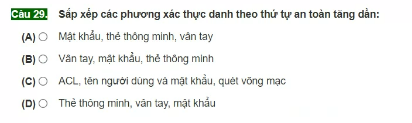 Câu 29. Sắp xếp các phương xác thực danh theo thứ tự an toàn tăng dần:
(A) Mật khẩu, thẻ thông minh, vân tay
(B) Vân tay, mật khẩu, thẻ thông minh
(C) ACL, tên người dùng và mật khẩu, quét võng mạc
(D) Thẻ thông minh, vân tay, mật khẩu